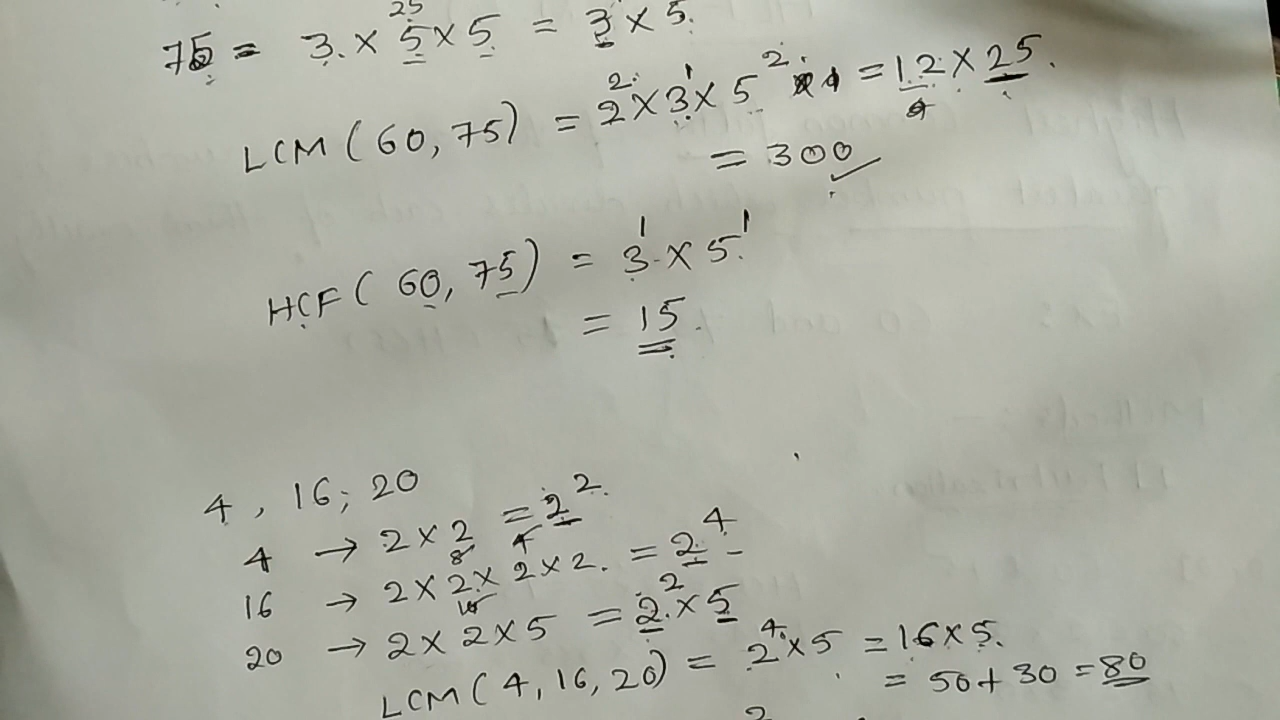 75 = 3 × 5 × 5 = 3 × 5
25
LCM (60, 75) = 2² × 3¹ × 5² = 12 × 25.
= 300
HCF (60, 75) = 3¹ × 5¹
= 15.
4, 16, 20
4 → 2 × 2 = 2².
16 → 2 × 2 × 2 × 2. = 2⁴
20 → 2 × 2 × 5 = 2² × 5
LCM (4, 16, 20) = 2⁴ × 5 = 16 × 5.
= 50 + 30 = 80
2